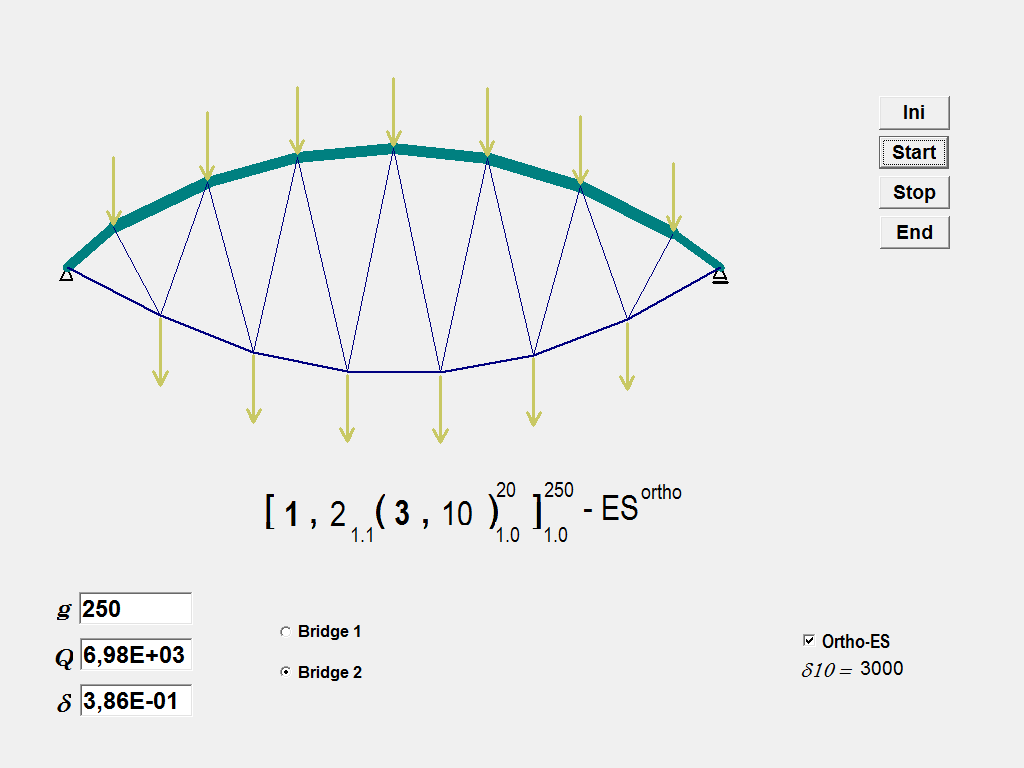 Ini
Start
Stop
End
[ 1 , 2 1.1 ( 3 , 10 ) 20 1.0 ] 250 1.0 - ES ortho
g 250
Q 6,98E+03
δ 3,86E-01
Bridge 1
Bridge 2
Ortho-ES
δ10 = 3000